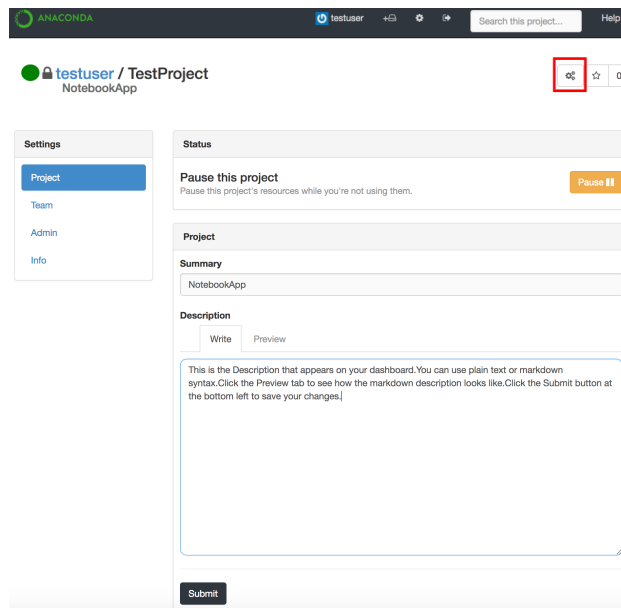 ANACONDA
testuser
Search this project...
Help
testuser / TestProject
NotebookApp
0
Settings
Project
Team
Admin
Info
Status
Pause this project
Pause this project's resources while you're not using them.
Pause
Project
Summary
NotebookApp
Description
Write
Preview
This is the Description that appears on your dashboard.You can use plain text or markdown
syntax.Click the Preview tab to see how the markdown description looks like.Click the Submit button at
the bottom left to save your changes.
Submit